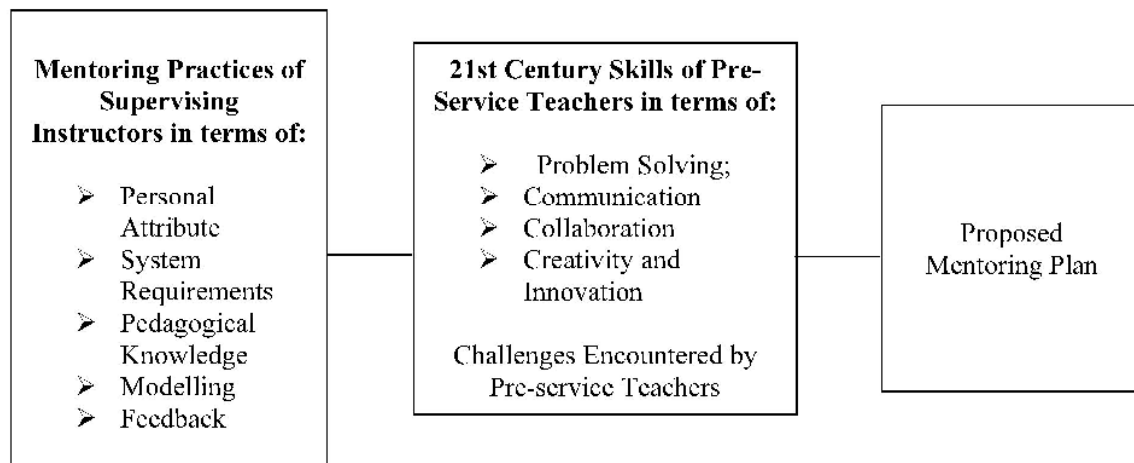 Mentoring Practices of
Supervising
Instructors in terms of:
➢ Personal
Attribute
➢ System
Requirements
➢ Pedagogical
Knowledge
➢ Modelling
➢ Feedback
21st Century Skills of Pre-
Service Teachers in terms of:
➢ Problem Solving;
➢ Communication
➢ Collaboration
➢ Creativity and
Innovation
Challenges Encountered by
Pre-service Teachers
Proposed
Mentoring Plan